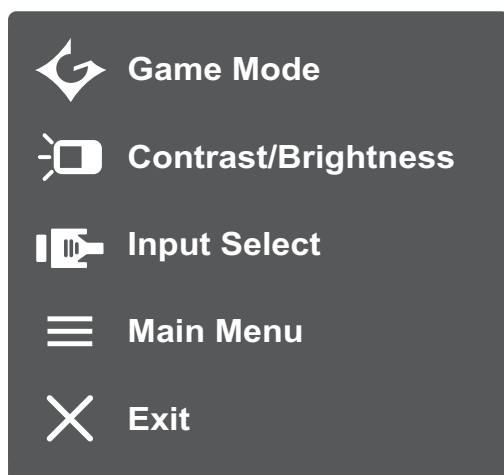 Game Mode
Contrast/Brightness
Input Select
Main Menu
Exit